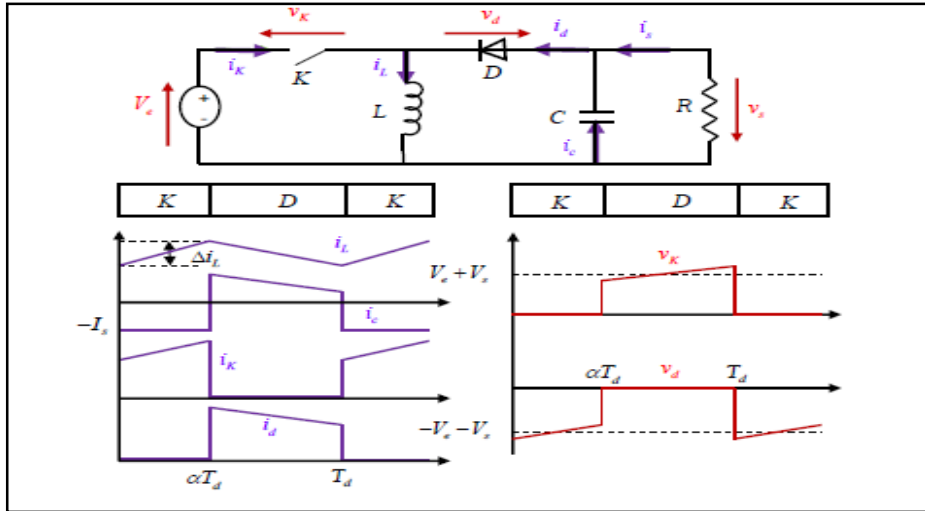 v_K
v_d
i_d
i_s
i_K
K
i_L
D
V_e
+
-
L
C
R
v_s
i_c
K D K
K D K
i_L
Δi_L
-I_s
i_c
i_K
i_d
αT_d
T_d
V_e + V_s
v_K
αT_d
v_d
T_d
-V_e - V_s